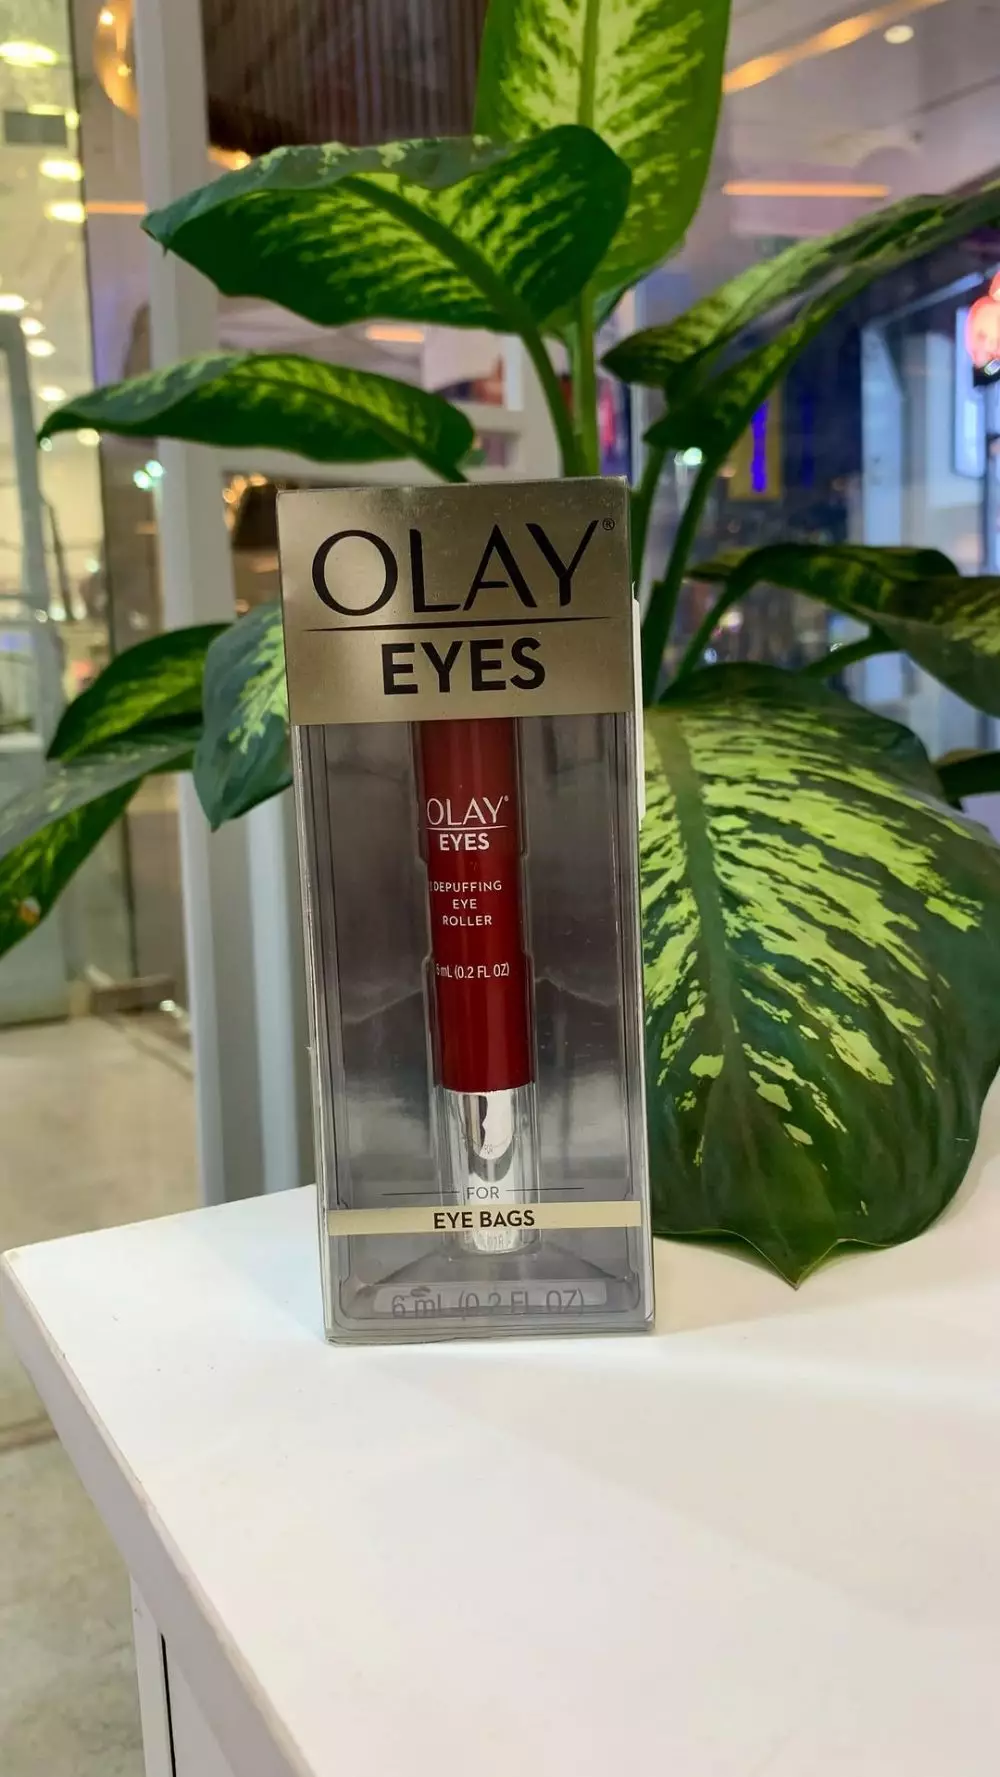 OLAY®
EYES
OLAY®
EYES
DEPUFFING
EYE
ROLLER
6 mL (0.2 FL OZ)
FOR
EYE BAGS
6 mL (0.2 FL OZ)